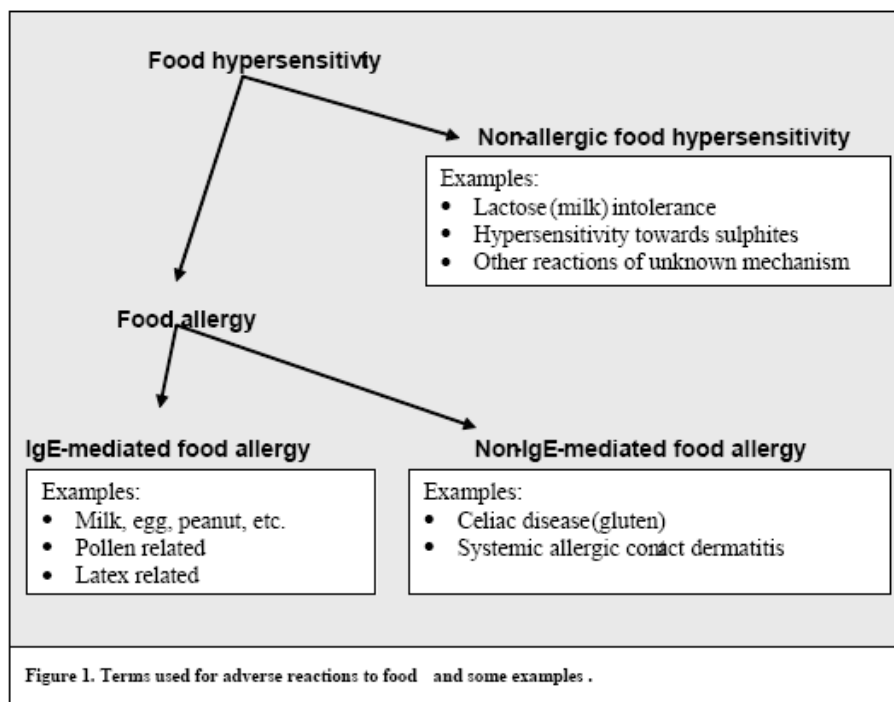 Food hypersensitivity
Non-allergic food hypersensitivity
Examples:
• Lactose (milk) intolerance
• Hypersensitivity towards sulphites
• Other reactions of unknown mechanism
Food allergy
IgE-mediated food allergy
Examples:
• Milk, egg, peanut, etc.
• Pollen related
• Latex related
Non-IgE-mediated food allergy
Examples:
• Celiac disease (gluten)
• Systemic allergic contact dermatitis
Figure 1. Terms used for adverse reactions to food and some examples .